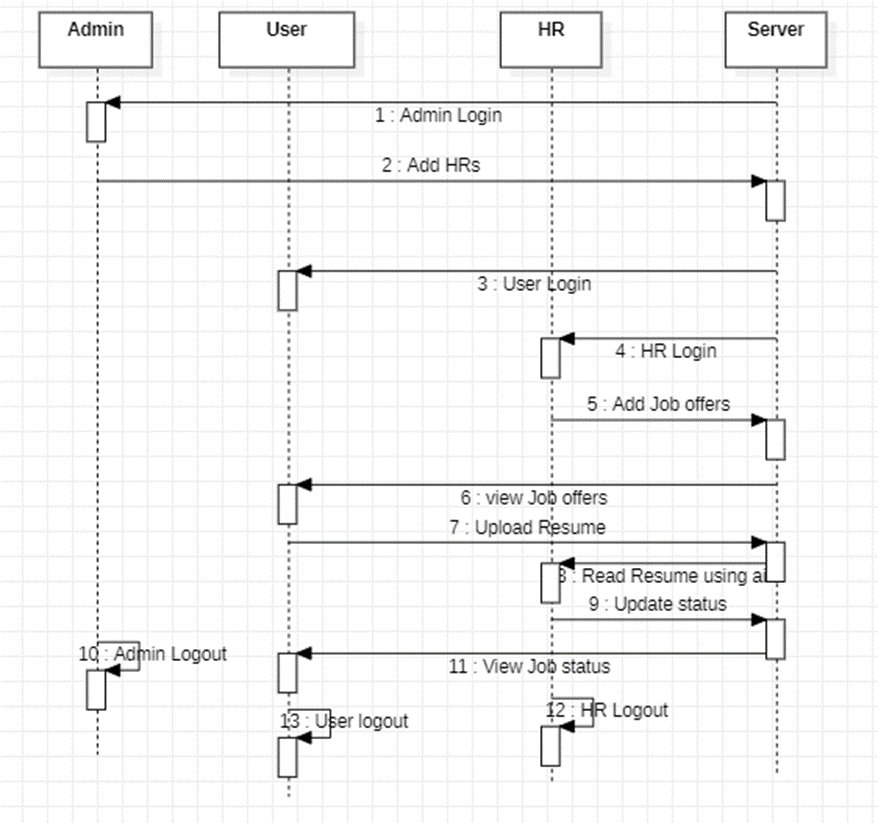 Admin
User
HR
Server
1 : Admin Login
2 : Add HRs
3 : User Login
4 : HR Login
5 : Add Job offers
6 : view Job offers
7 : Upload Resume
8 : Read Resume using ai
9 : Update status
10 : Admin Logout
11 : View Job status
12 : HR Logout
13 : User logout